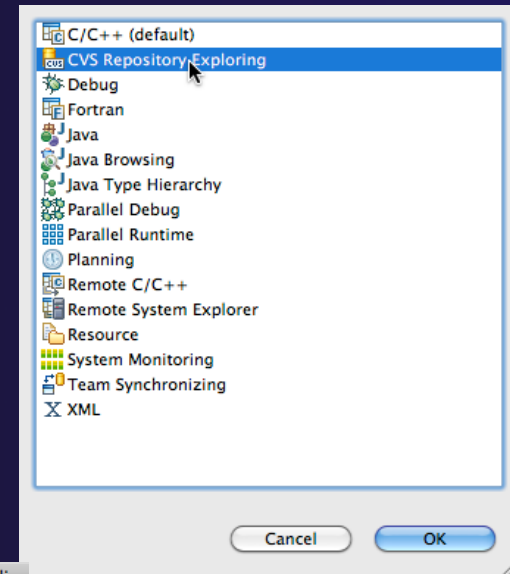 C/C++ (default)
CVS Repository Exploring
Debug
Fortran
Java
Java Browsing
Java Type Hierarchy
Parallel Debug
Parallel Runtime
Planning
Remote C/C++
Remote System Explorer
Resource
System Monitoring
Team Synchronizing
XML
Cancel
OK